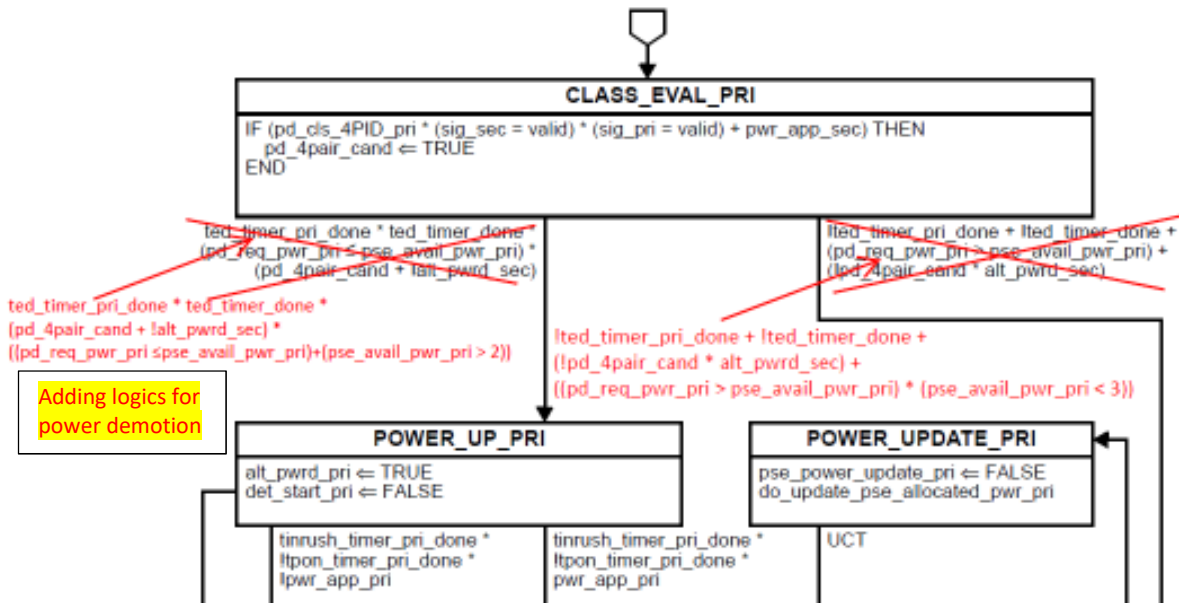 CLASS_EVAL_PRI
IF (pd_cls_4PID_pri * (sig_sec = valid) * (sig_pri = valid) + pwr_app_sec) THEN
pd_4pair_cand ⇐ TRUE
END
ted_timer_pri_done * ted_timer_done *
(pd_req_pwr_pri ≤ pse_avail_pwr_pri) *
(pd_4pair_cand + !alt_pwrd_sec)
!ted_timer_pri_done + !ted_timer_done +
(pd_req_pwr_pri > pse_avail_pwr_pri) +
(!pd_4pair_cand * alt_pwrd_sec)
ted_timer_pri_done * ted_timer_done *
(pd_4pair_cand + !alt_pwrd_sec) *
((pd_req_pwr_pri ≤pse_avail_pwr_pri)+(pse_avail_pwr_pri > 2))
!ted_timer_pri_done + !ted_timer_done +
(!pd_4pair_cand * alt_pwrd_sec) +
((pd_req_pwr_pri > pse_avail_pwr_pri) * (pse_avail_pwr_pri < 3))
Adding logics for
power demotion
POWER_UP_PRI
alt_pwrd_pri ⇐ TRUE
det_start_pri ⇐ FALSE
POWER_UPDATE_PRI
pse_power_update_pri ⇐ FALSE
do_update_pse_allocated_pwr_pri
tinrush_timer_pri_done *
!tpon_timer_pri_done *
!pwr_app_pri
tinrush_timer_pri_done *
!tpon_timer_pri_done *
pwr_app_pri
UCT